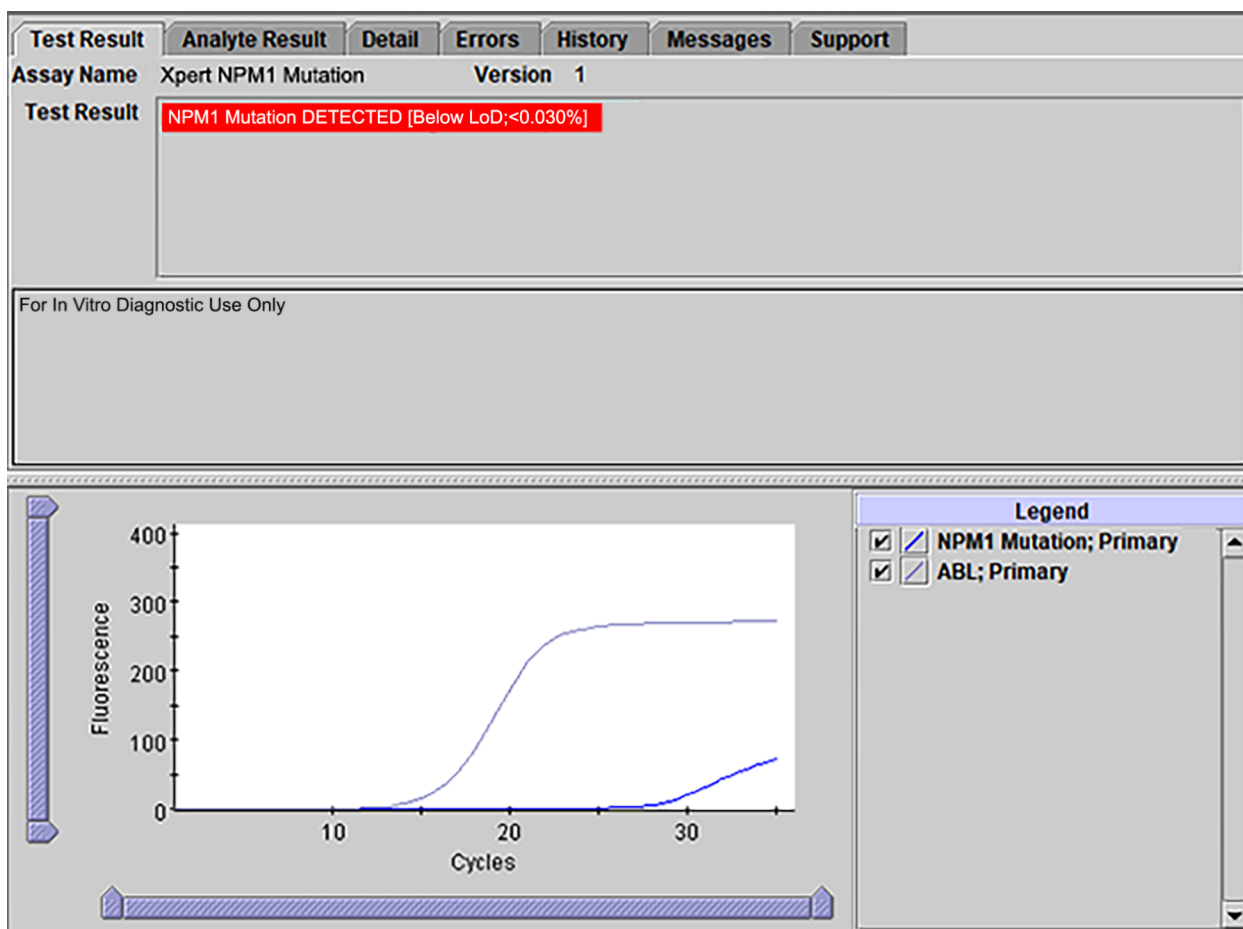 Test Result Analyte Result Detail Errors History Messages Support
Assay Name Xpert NPM1 Mutation Version 1
Test Result NPM1 Mutation DETECTED [Below LoD;<0.030%]
For In Vitro Diagnostic Use Only
400
300
200
100
0
Fluorescence
10 20 30
Cycles
Legend
NPM1 Mutation; Primary
ABL; Primary